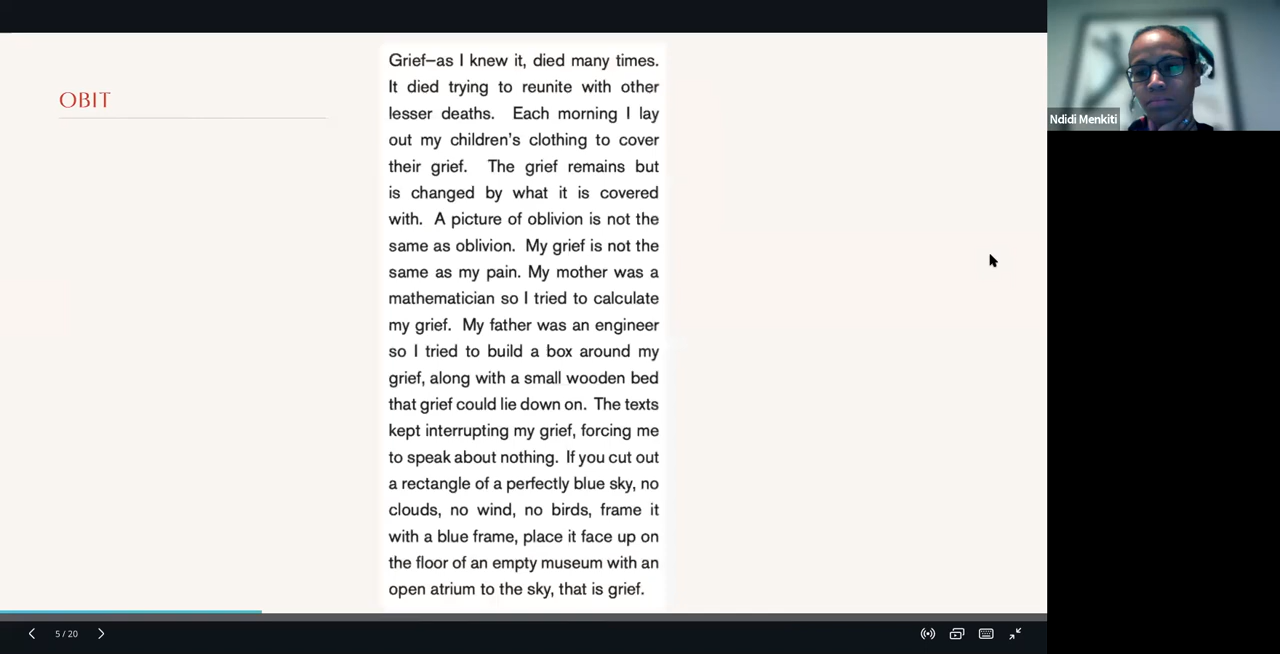 OBIT
Grief—as I knew it, died many times.
It died trying to reunite with other
lesser deaths. Each morning I lay
out my children's clothing to cover
their grief. The grief remains but
is changed by what it is covered
with. A picture of oblivion is not the
same as oblivion. My grief is not the
same as my pain. My mother was a
mathematician so I tried to calculate
my grief. My father was an engineer
so I tried to build a box around my
grief, along with a small wooden bed
that grief could lie down on. The texts
kept interrupting my grief, forcing me
to speak about nothing. If you cut out
a rectangle of a perfectly blue sky, no
clouds, no wind, no birds, frame it
with a blue frame, place it face up on
the floor of an empty museum with an
open atrium to the sky, that is grief.
Ndidi Menkiti
5 / 20